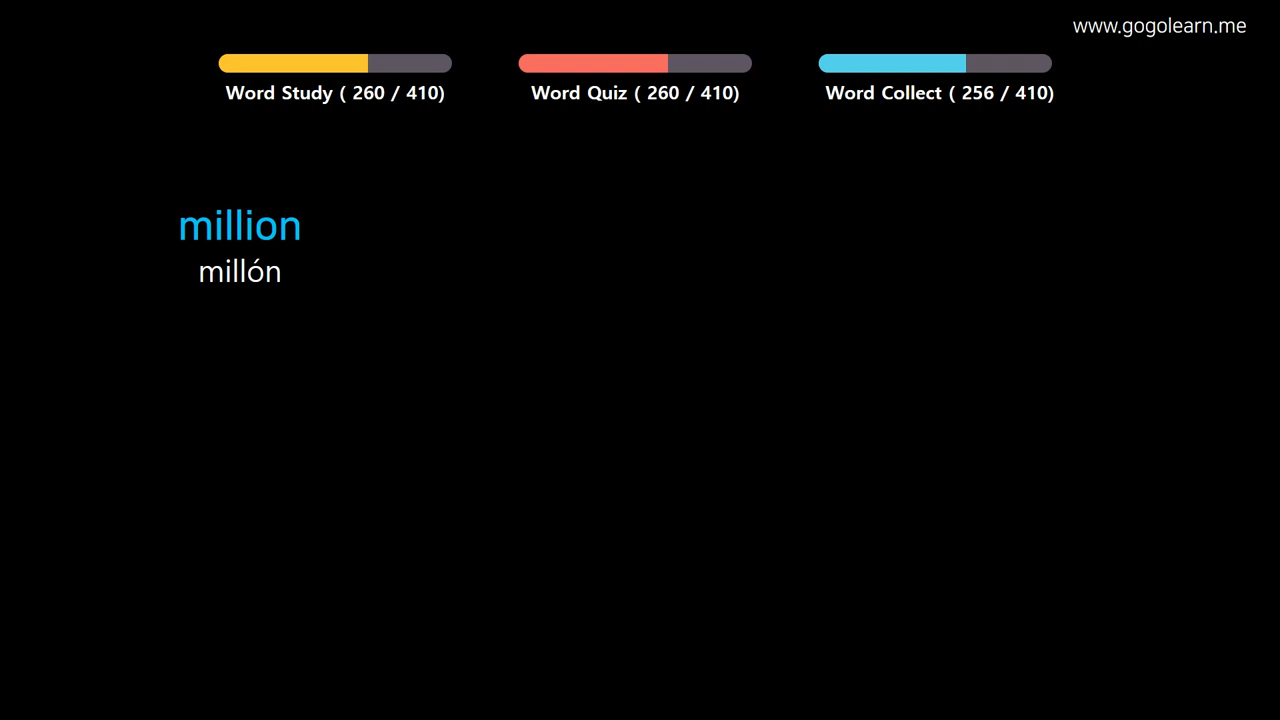 www.gogolearn.me
Word Study ( 260 / 410)
Word Quiz ( 260 / 410)
Word Collect ( 256 / 410)
million
millón